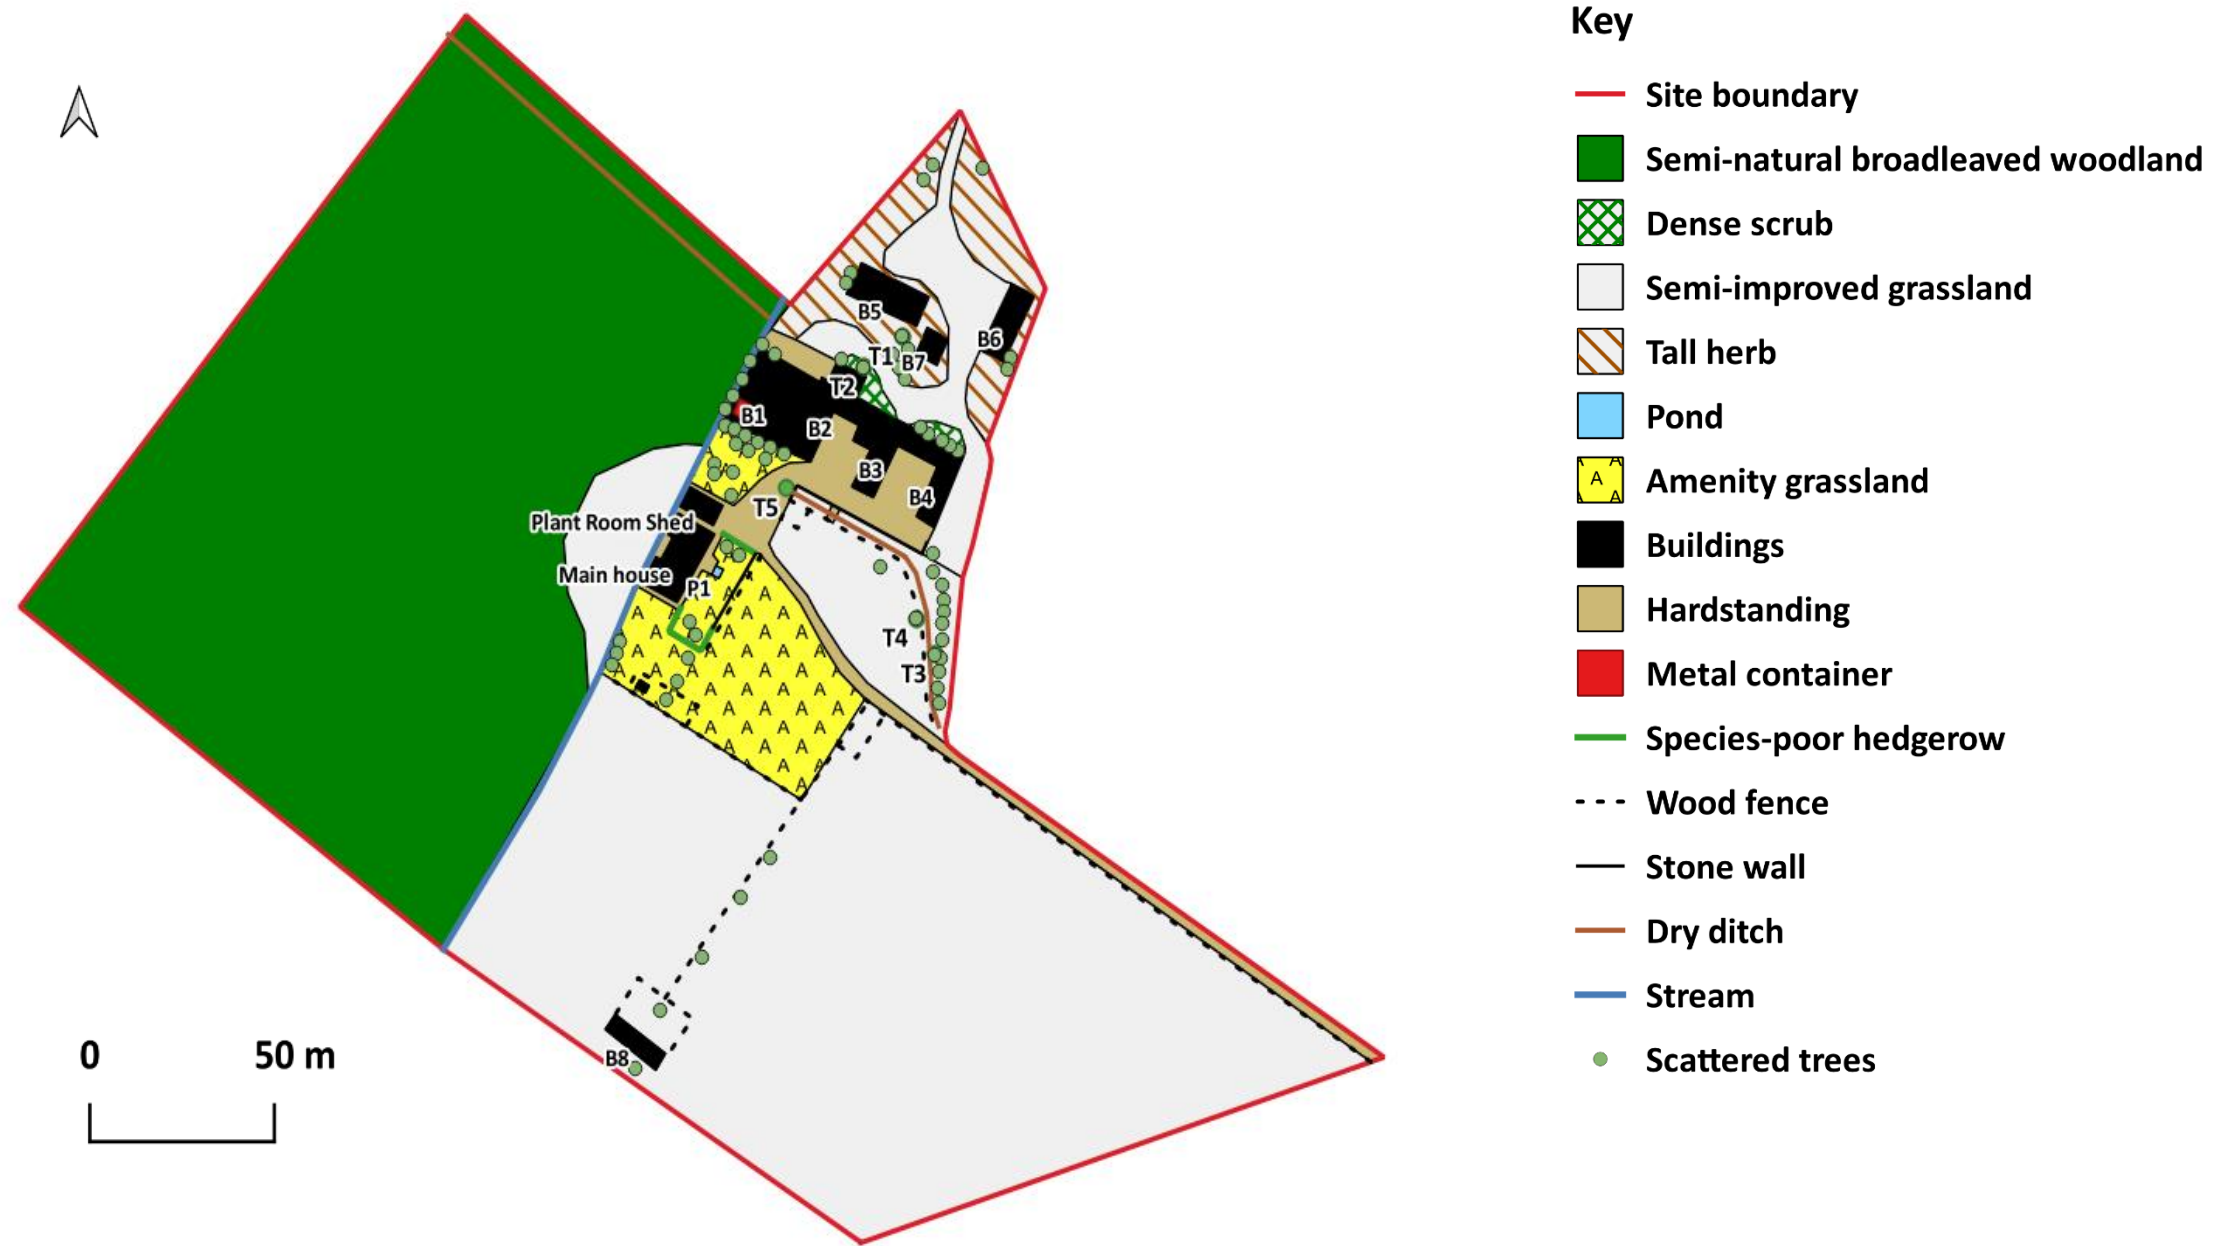 Key
Site boundary
Semi-natural broadleaved woodland
Dense scrub
Semi-improved grassland
Tall herb
Pond
A
A
A
A
Amenity grassland
Buildings
Hardstanding
Metal container
Species-poor hedgerow
Wood fence
Stone wall
Dry ditch
Stream
Scattered trees
B5
B6
T1
B7
T2
B1
B2
B3
B4
T5
Plant Room Shed
Main house
P1
T4
T3
B8
0 50 m